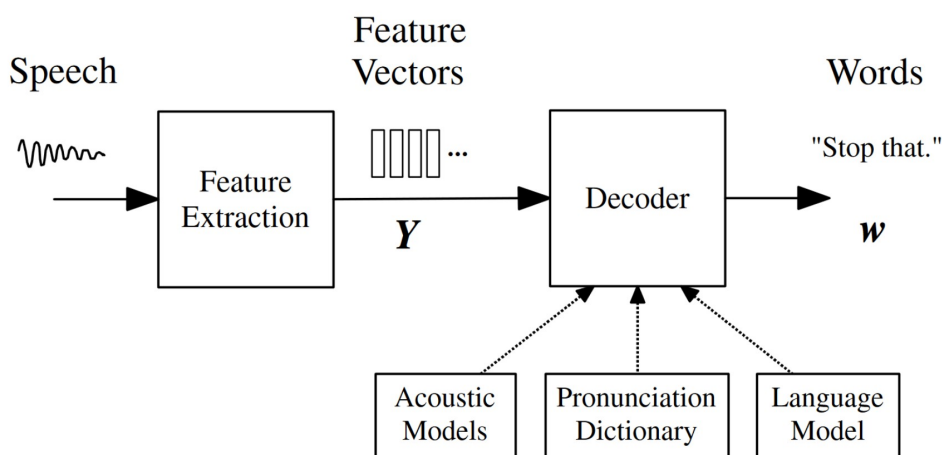 Speech
Feature
Vectors
Words
...
"Stop that."
Feature
Extraction
Decoder
Y
w
Acoustic
Models
Pronunciation
Dictionary
Language
Model